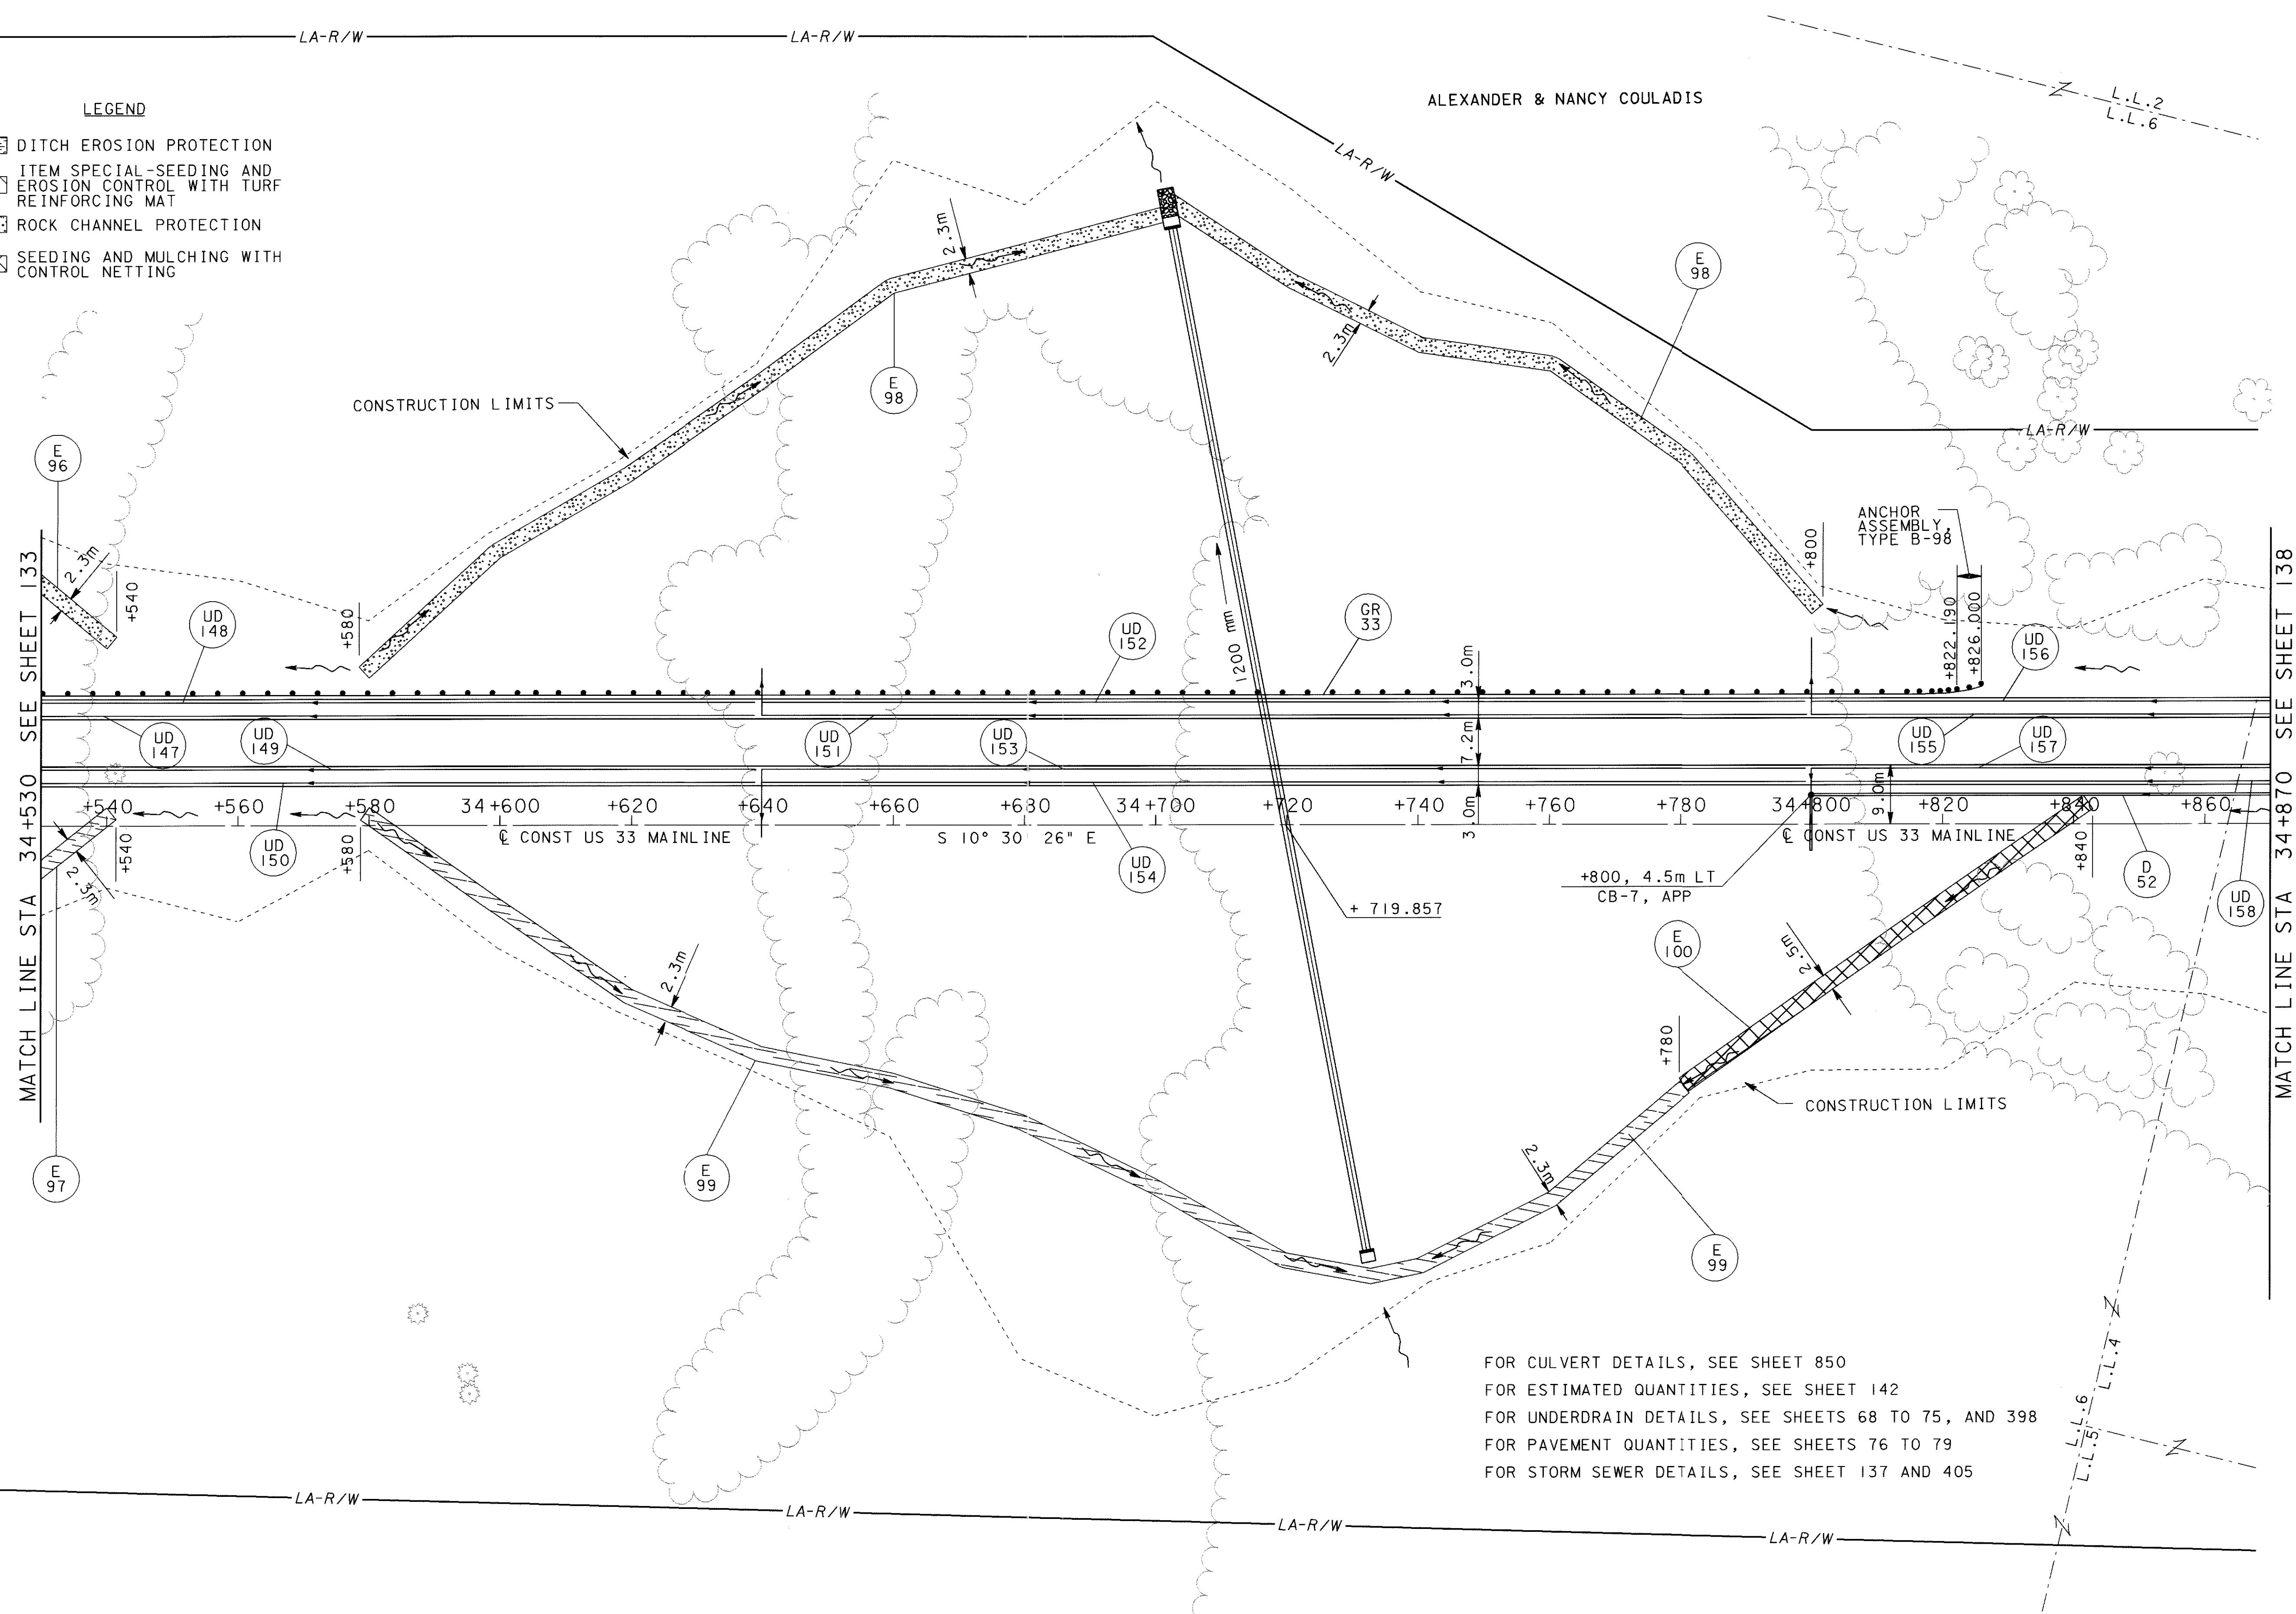 LA-R/W
LA-R/W
ALEXANDER & NANCY COULADIS
L.L.2
L.L.6
LA-R/W
LEGEND
DITCH EROSION PROTECTION
ITEM SPECIAL-SEEDING AND
EROSION CONTROL WITH TURF
REINFORCING MAT
ROCK CHANNEL PROTECTION
SEEDING AND MULCHING WITH
CONTROL NETTING
2.3m
E
98
2.3m
E
98
CONSTRUCTION LIMITS
LA-R/W
E
96
2.3m
+540
UD
148
+580
ANCHOR
ASSEMBLY,
TYPE B-98
+800
+822.190
+826.000
UD
152
1200 mm
GR
33
3.0m
UD
156
UD
147
UD
149
UD
151
UD
153
7.2m
UD
155
UD
157
+540
+560
+580
34+600
+620
+640
+660
+630
34+700
+720
+740
+760
+780
34+800
+820
+840
+860
9.0m
3.0m
℄ CONST US 33 MAINLINE
S 10° 30' 26" E
℄ CONST US 33 MAINLINE
2.3m
+540
UD
150
+580
UD
154
+800, 4.5m LT
CB-7, APP
+ 719.857
+840
D
52
UD
158
2.3m
E
100
2.5m
+780
CONSTRUCTION LIMITS
E
97
E
99
2.3m
E
99
MATCH LINE STA 34+530 SEE SHEET 133
MATCH LINE STA 34+870 SEE SHEET 138
FOR CULVERT DETAILS, SEE SHEET 850
FOR ESTIMATED QUANTITIES, SEE SHEET 142
FOR UNDERDRAIN DETAILS, SEE SHEETS 68 TO 75, AND 398
FOR PAVEMENT QUANTITIES, SEE SHEETS 76 TO 79
FOR STORM SEWER DETAILS, SEE SHEET 137 AND 405
L.L.4
L.L.6
L.L.5
LA-R/W
LA-R/W
LA-R/W
LA-R/W